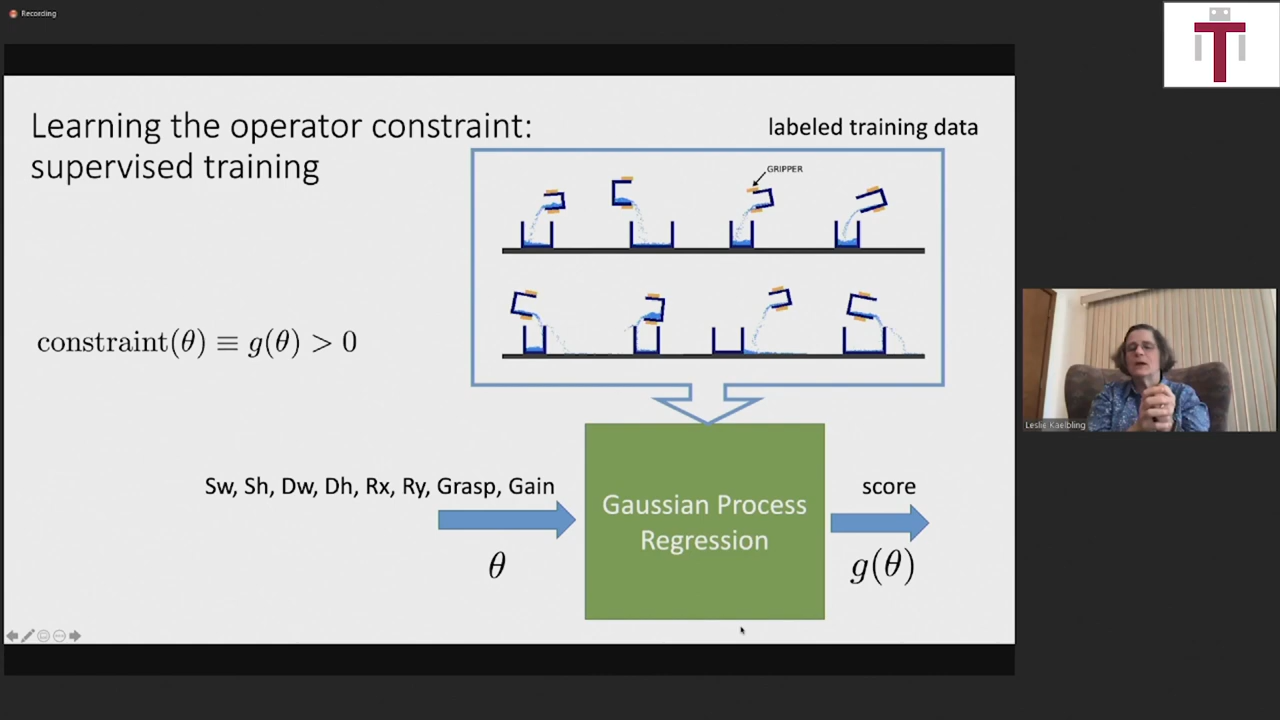 Recording
Learning the operator constraint:
supervised training
labeled training data
GRIPPER
constraint(θ) ≡ g(θ) > 0
Sw, Sh, Dw, Dh, Rx, Ry, Grasp, Gain
θ
Gaussian Process
Regression
score
g(θ)
Leslie Kaelbling
T